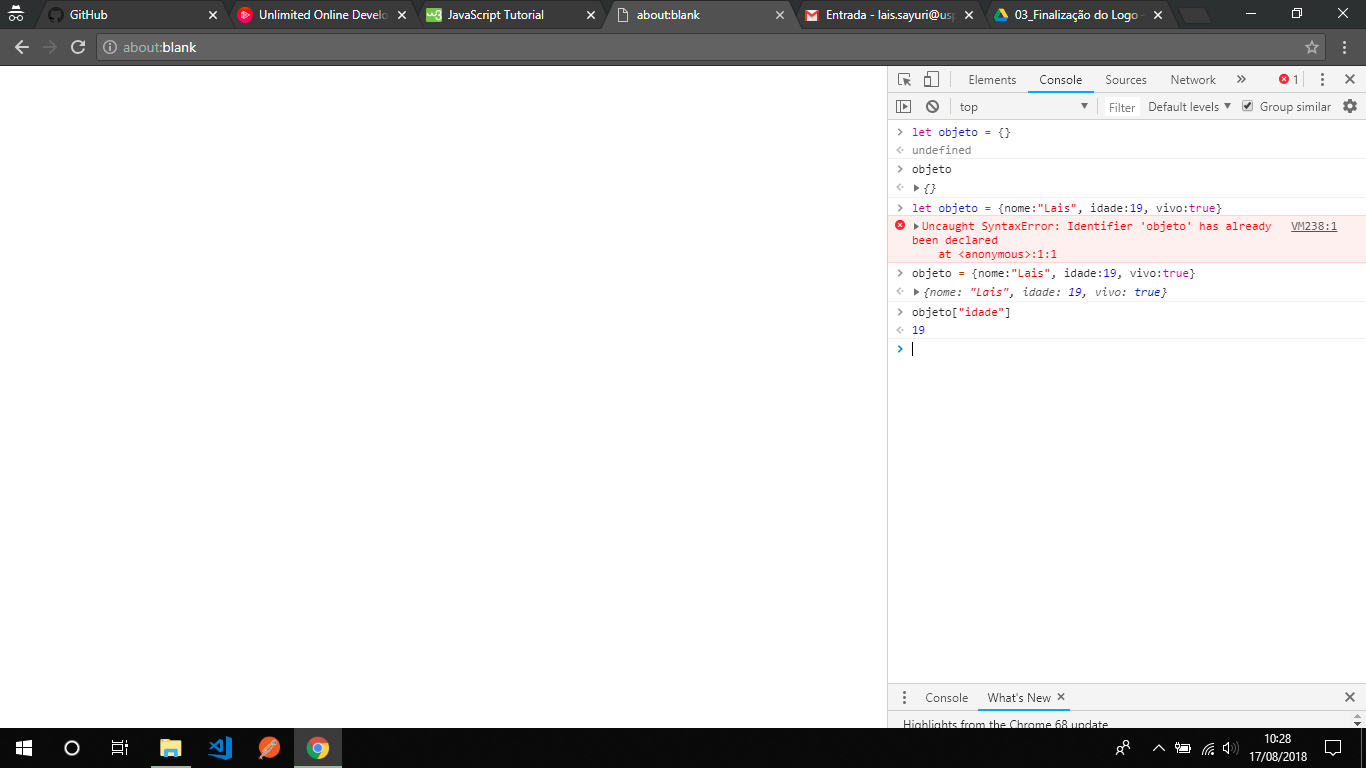 GitHub
Unlimited Online Develo
JavaScript Tutorial
about:blank
Entrada - lais.sayuri@usp
03_Finalização do Logo -
about:blank
Elements
Console
Sources
Network
1
top
Filter
Default levels
Group similar
let objeto = {}
undefined
objeto
{}
let objeto = {nome:"Lais", idade:19, vivo:true}
Uncaught SyntaxError: Identifier 'objeto' has already VM238:1
been declared
at <anonymous>:1:1
objeto = {nome:"Lais", idade:19, vivo:true}
{nome: "Lais", idade: 19, vivo: true}
objeto["idade"]
19
Console
What's New
Highlights from the Chrome 68 update
10:28
17/08/2018